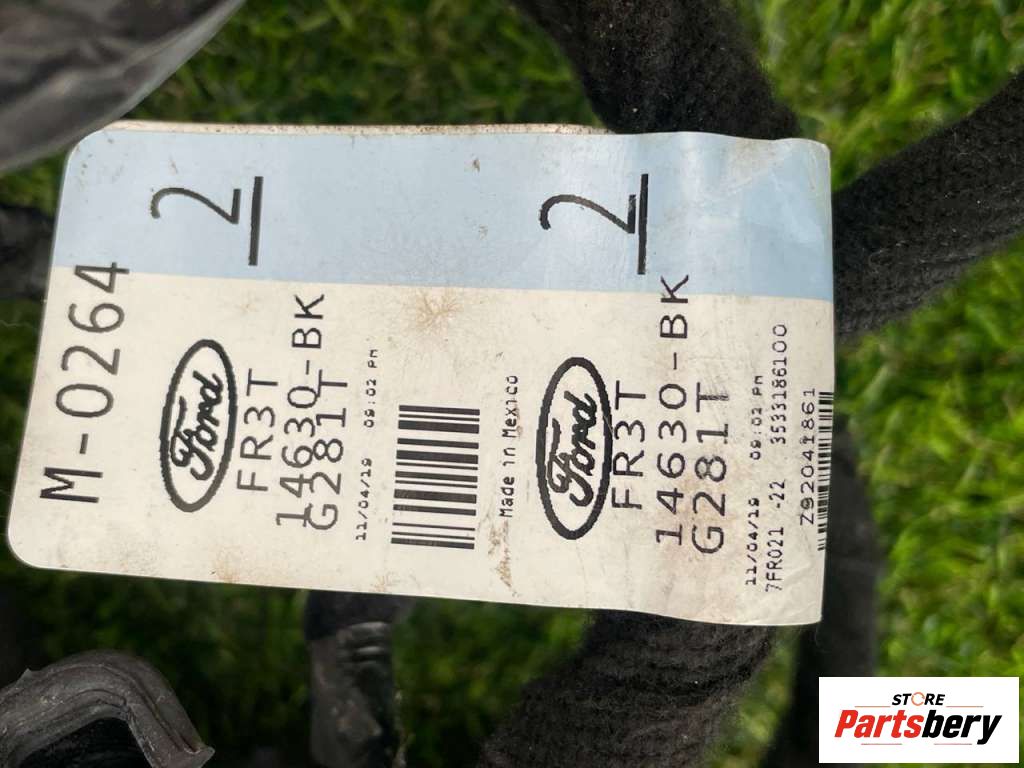 M-0264
2
Ford
FR3T
14630-BK
G281T
11/04/19 09:02 PM
Made in Mexico
2
Ford
FR3T
14630-BK
G281T
11/04/19 09:02 PM
7FR021 -22 3533186100
Z92041861
STORE
Partsbery